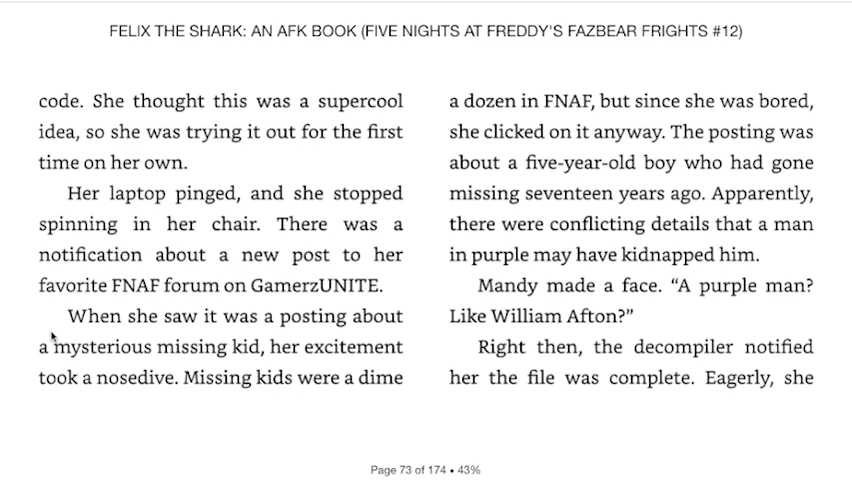 FELIX THE SHARK: AN AFK BOOK (FIVE NIGHTS AT FREDDY'S FAZBEAR FRIGHTS #12)
code. She thought this was a supercool
idea, so she was trying it out for the first
time on her own.
Her laptop pinged, and she stopped
spinning in her chair. There was a
notification about a new post to her
favorite FNAF forum on GamerzUNITE.
When she saw it was a posting about
a mysterious missing kid, her excitement
took a nosedive. Missing kids were a dime
a dozen in FNAF, but since she was bored,
she clicked on it anyway. The posting was
about a five-year-old boy who had gone
missing seventeen years ago. Apparently,
there were conflicting details that a man
in purple may have kidnapped him.
Mandy made a face. “A purple man?
Like William Afton?”
Right then, the decompiler notified
her the file was complete. Eagerly, she
Page 73 of 174 • 43%